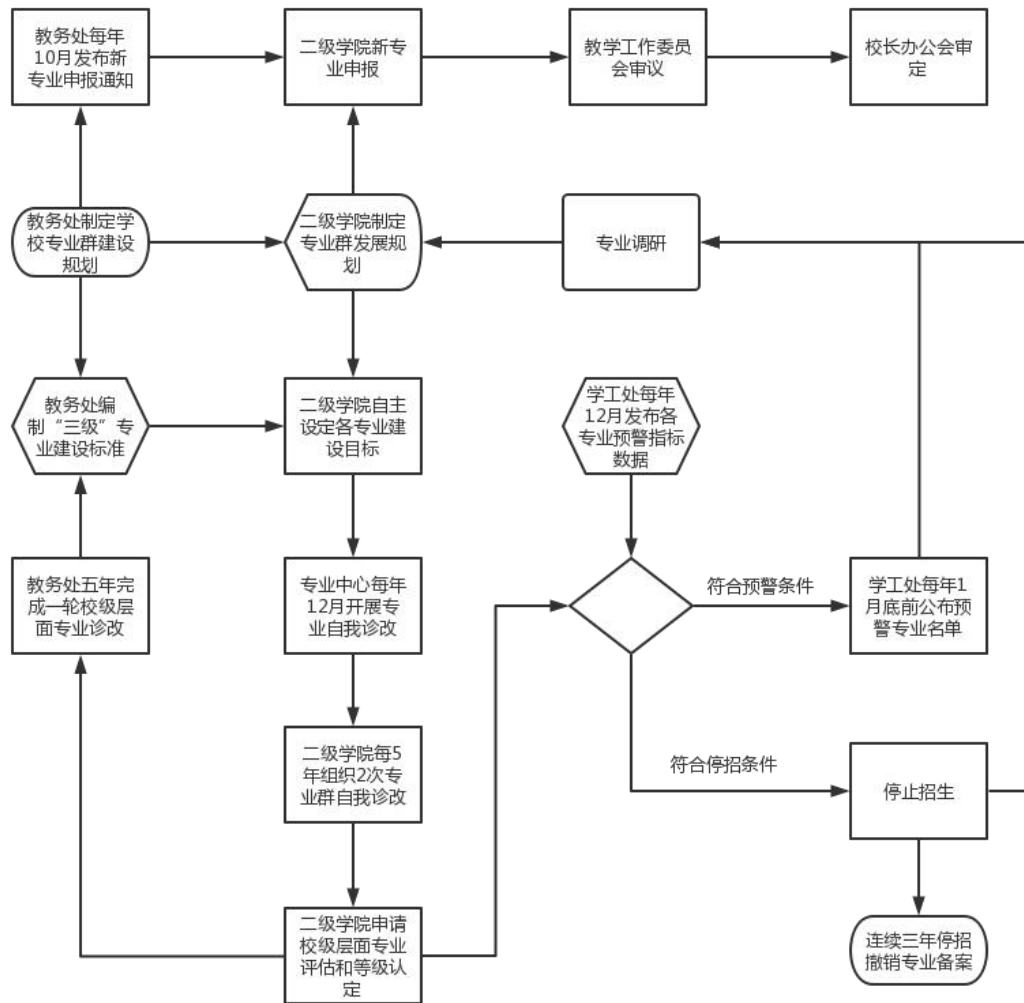 教务处每年
10月发布新
专业申报通知
二级学院新专
业申报
教学工作委员
会审议
校长办公会审
定
教务处制定学
校专业群建设
规划
二级学院制定
专业群发展规
划
专业调研
教务处编
制“三级”专
业建设标准
二级学院自主
设定各专业建
设目标
学工处每年
12月发布各
专业预警指标
数据
教务处五年完
成一轮校级层
面专业诊改
专业中心每年
12月开展专
业自我诊改
符合预警条件
学工处每年1
月底前公布预
警专业名单
二级学院每5
年组织2次专
业群自我诊改
符合停招条件
停止招生
二级学院申请
校级层面专业
评估和等级认
定
连续三年停招
撤销专业备案